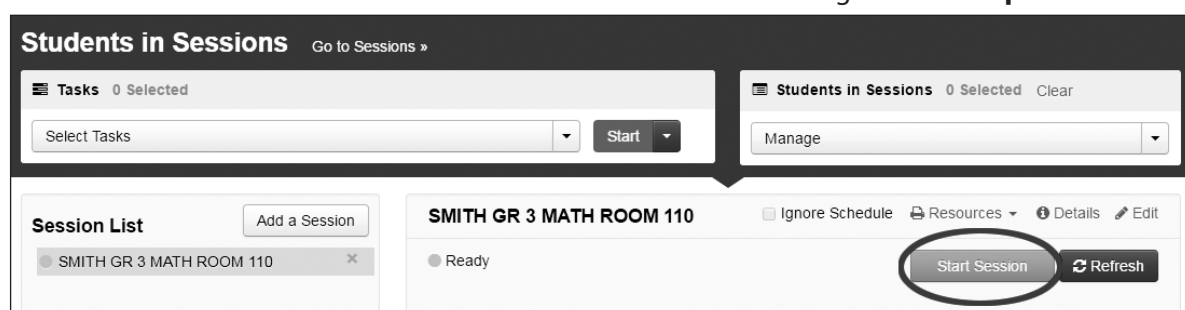 Students in Sessions Go to Sessions »
Tasks 0 Selected
Students in Sessions 0 Selected Clear
Select Tasks
Start
Manage
Session List
Add a Session
SMITH GR 3 MATH ROOM 110 ×
SMITH GR 3 MATH ROOM 110
Ignore Schedule Resources Details Edit
Ready
Start Session
Refresh